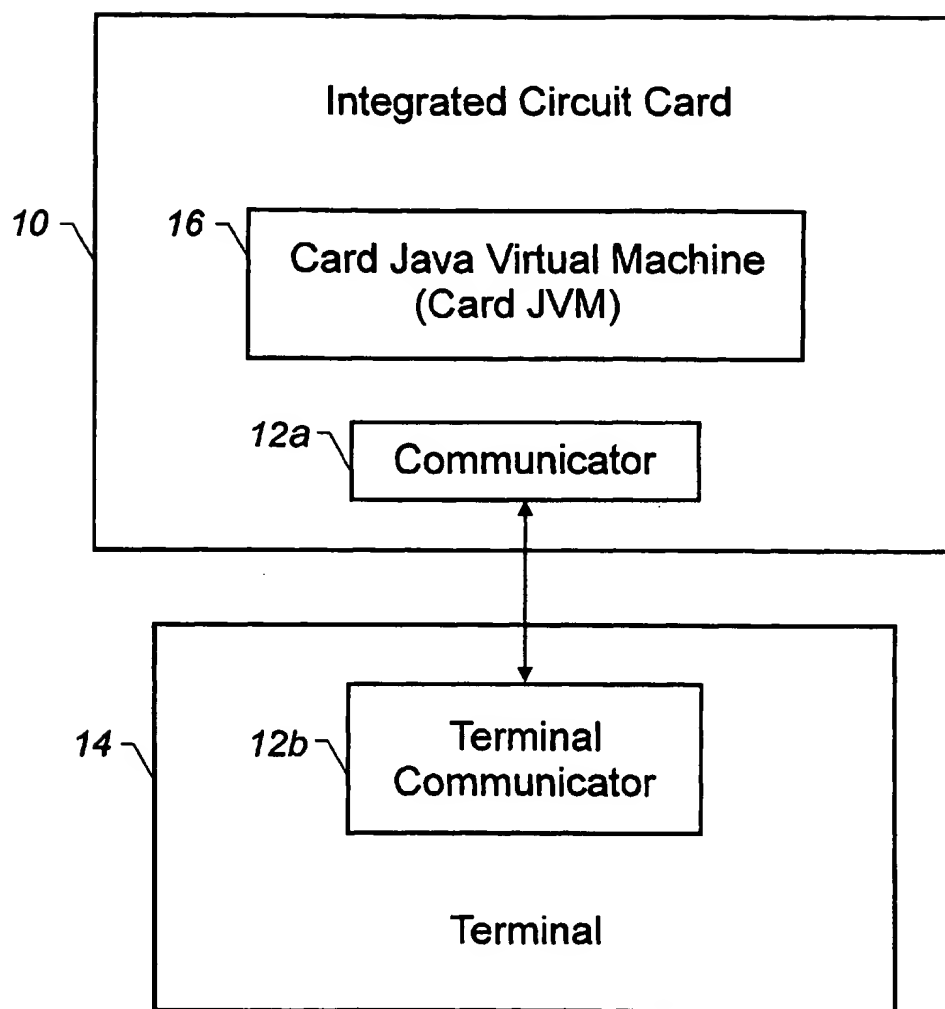 Integrated Circuit Card
10
16
Card Java Virtual Machine
(Card JVM)
12a
Communicator
14
12b
Terminal
Communicator
Terminal